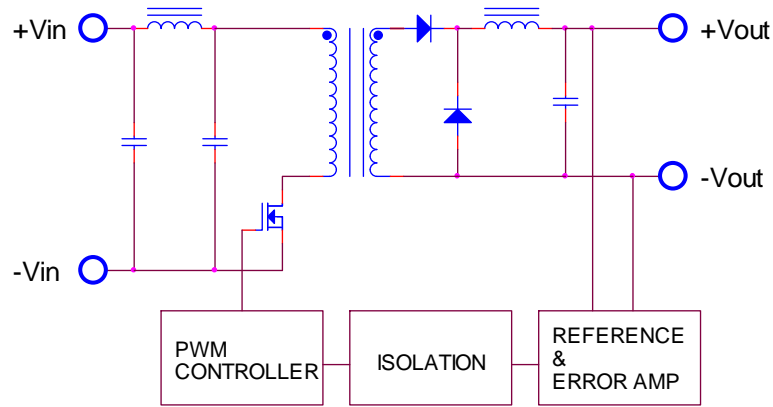 +Vin
+Vout
-Vout
-Vin
PWM
CONTROLLER
ISOLATION
REFERENCE
&
ERROR AMP